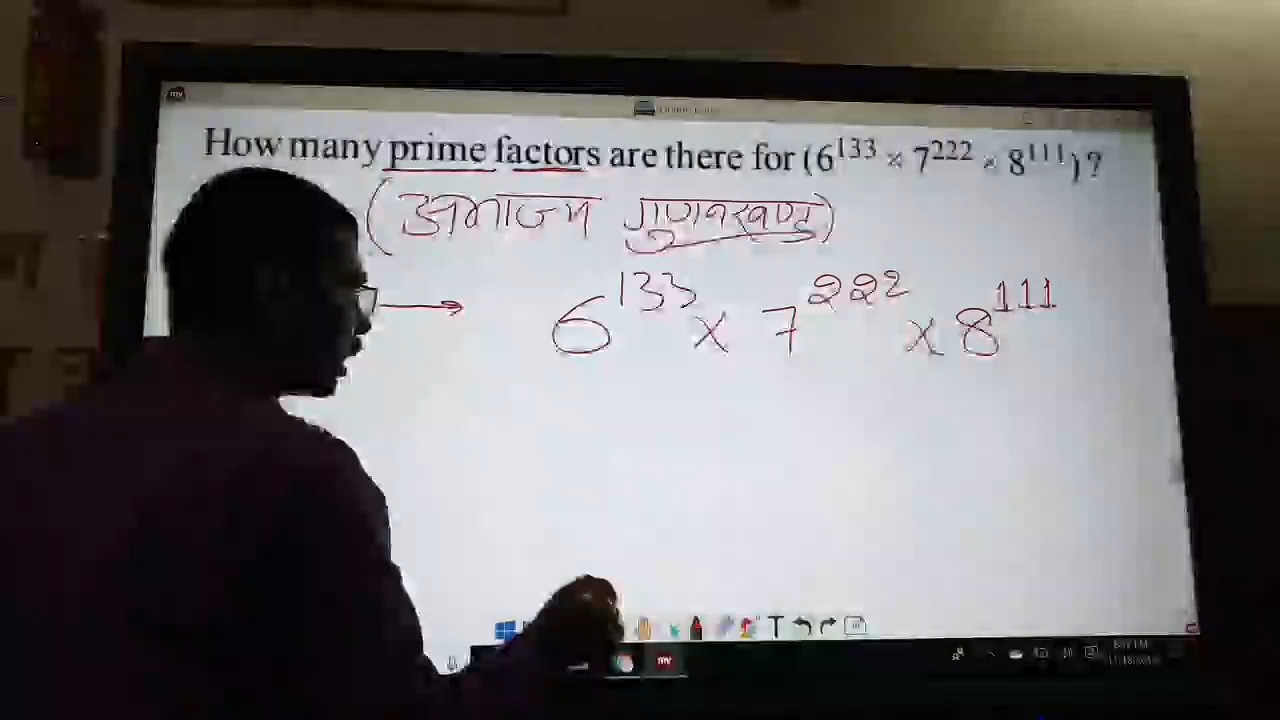 How many prime factors are there for (6¹³³ × 7²²² × 8¹¹¹)?
(अभाज्य गुणनखण्ड)
→ 6¹³³ × 7²²² × 8¹¹¹
T